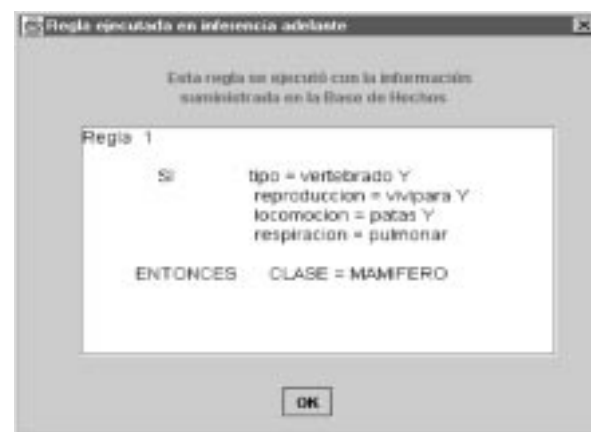 Regla ejecutada en inferencia adelante
Esta regla se ejecutó con la información
suministrada en la Base de Hechos
Regla 1
SI tipo = vertebrado Y
reproduccion = vivipara Y
locomocion = patas Y
respiracion = pulmonar
ENTONCES CLASE = MAMIFERO
OK